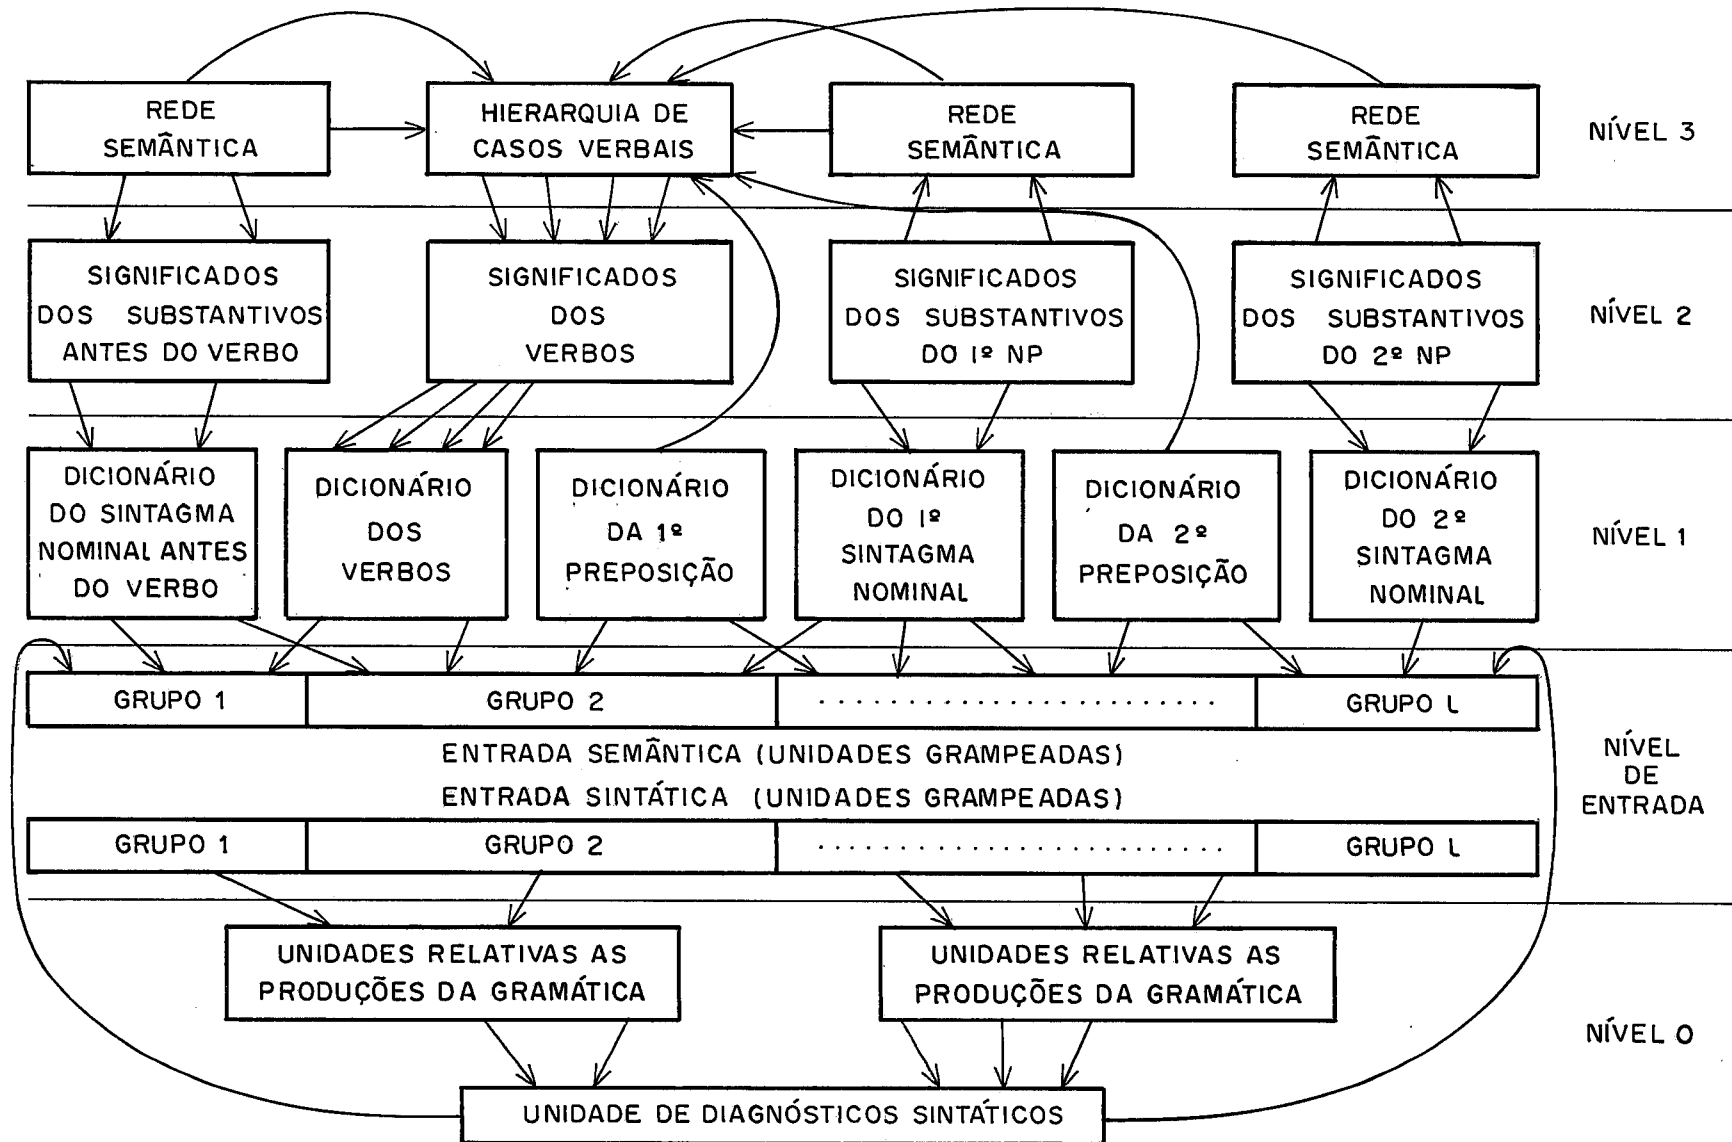 REDE
SEMÂNTICA
HIERARQUIA DE
CASOS VERBAIS
REDE
SEMÂNTICA
REDE
SEMÂNTICA
NÍVEL 3
SIGNIFICADOS
DOS SUBSTANTIVOS
ANTES DO VERBO
SIGNIFICADOS
DOS
VERBOS
SIGNIFICADOS
DOS SUBSTANTIVOS
DO 1º NP
SIGNIFICADOS
DOS SUBSTANTIVOS
DO 2º NP
NÍVEL 2
DICIONÁRIO
DO SINTAGMA
NOMINAL ANTES
DO VERBO
DICIONÁRIO
DOS
VERBOS
DICIONÁRIO
DA 1º
PREPOSIÇÃO
DICIONÁRIO
DO 1º
SINTAGMA
NOMINAL
DICIONÁRIO
DA 2º
PREPOSIÇÃO
DICIONÁRIO
DO 2º
SINTAGMA
NOMINAL
NÍVEL 1
GRUPO 1
GRUPO 2
........................
GRUPO L
ENTRADA SEMÂNTICA (UNIDADES GRAMPEADAS)
ENTRADA SINTÁTICA (UNIDADES GRAMPEADAS)
NÍVEL
DE
ENTRADA
GRUPO 1
GRUPO 2
........................
GRUPO L
UNIDADES RELATIVAS AS
PRODUÇÕES DA GRAMÁTICA
UNIDADES RELATIVAS AS
PRODUÇÕES DA GRAMÁTICA
NÍVEL 0
UNIDADE DE DIAGNÓSTICOS SINTÁTICOS